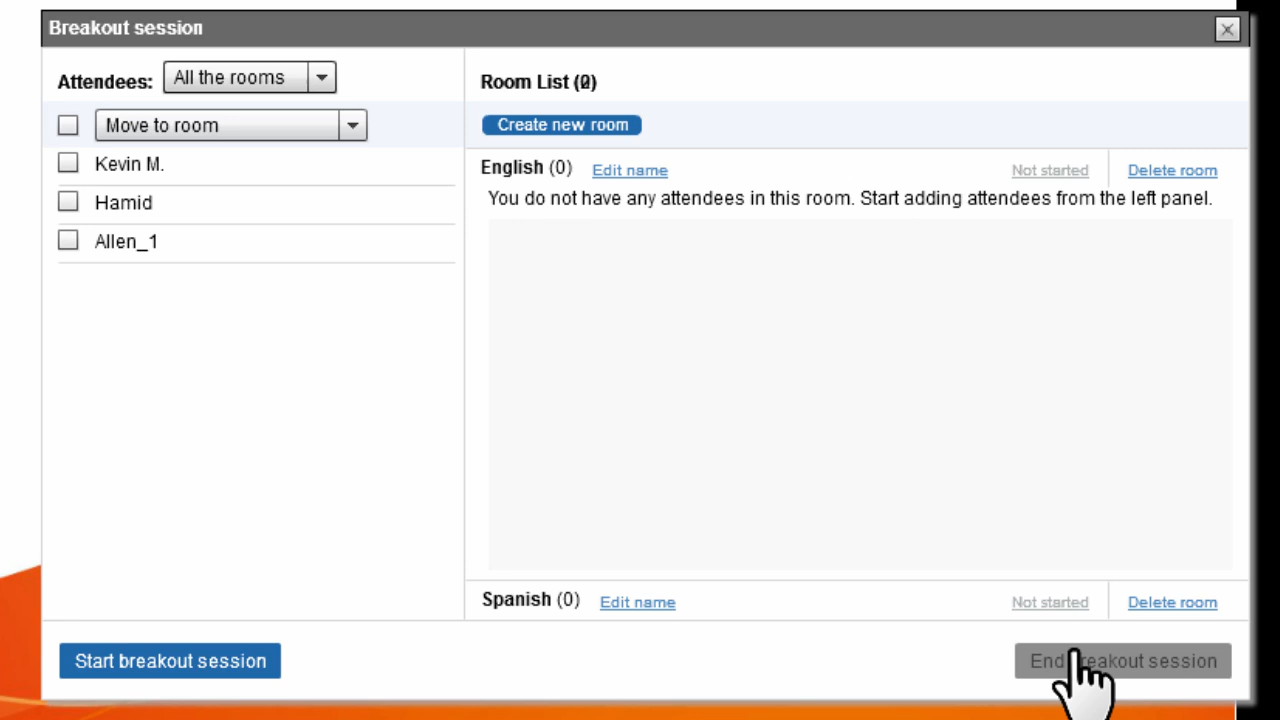 Breakout session
Attendees: All the rooms
Move to room
Kevin M.
Hamid
Allen_1
Room List
Create new room
English (0) Edit name Not started Delete room
You do not have any attendees in this room. Start adding attendees from the left panel.
Spanish (0) Edit name Not started Delete room
Start breakout session
End breakout session